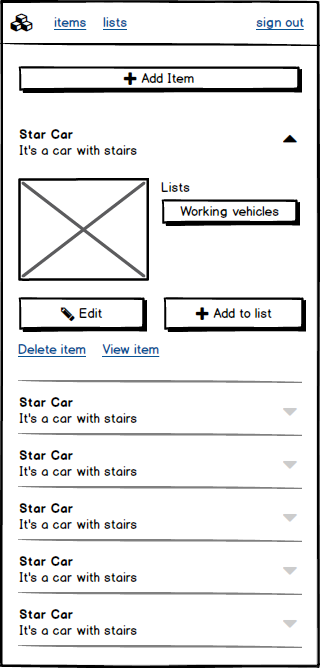 items lists sign out
Add Item
Star Car
It's a car with stairs
Lists
Working vehicles
Edit Add to list
Delete item View item
Star Car
It's a car with stairs
Star Car
It's a car with stairs
Star Car
It's a car with stairs
Star Car
It's a car with stairs
Star Car
It's a car with stairs